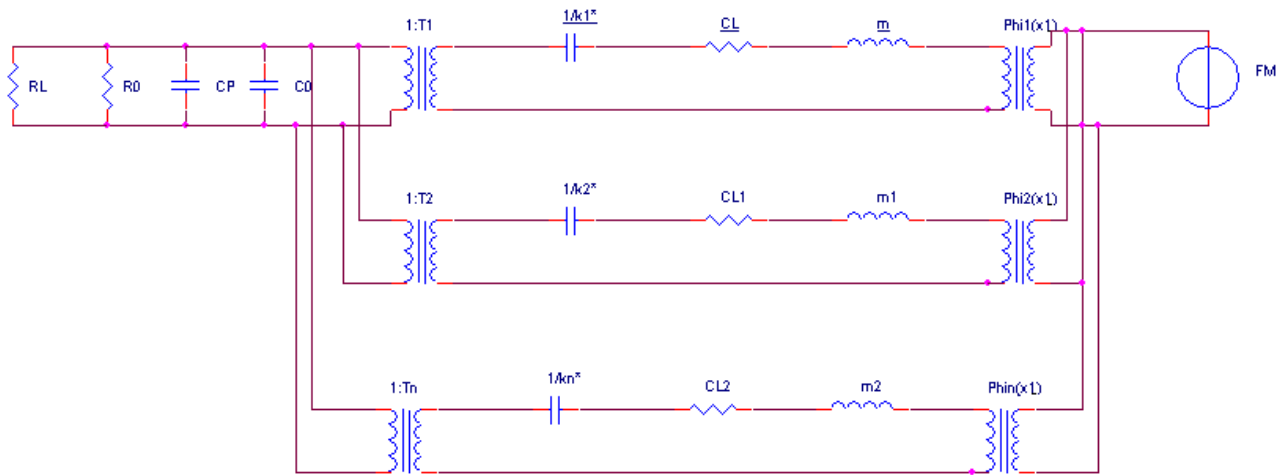 1:T1
1/k1*
CL
m
Phi1(x1)
RL
R0
CP
C0
FM
1:T2
1/k2*
CL1
m1
Phi2(x1)
1:Tn
1/kn*
CL2
m2
Phin(x1)